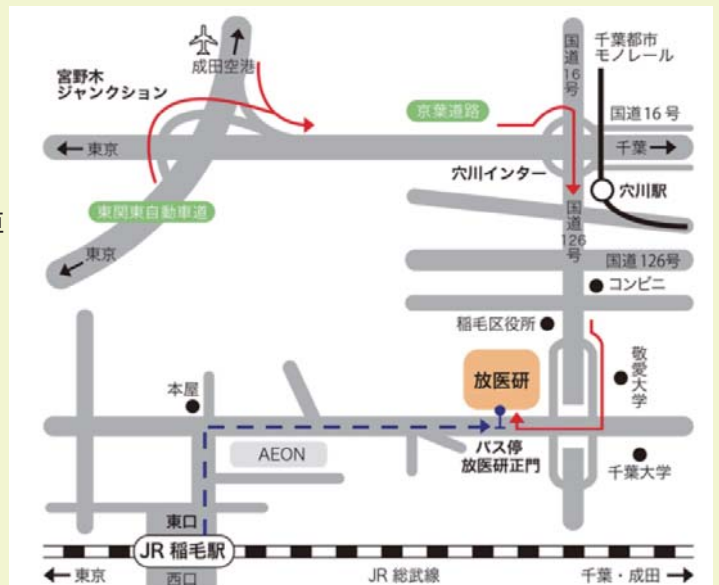 成田空港
宮野木
ジャンクション
国道16号
千葉都市
モノレール
京葉道路
国道16号
東京
千葉
穴川インター
穴川駅
東関東自動車道
国道126号
東京
国道126号
コンビニ
稲毛区役所
敬愛大学
本屋
放医研
AEON
バス停
放医研正門
千葉大学
東口
JR 稲毛駅
西口
東京
JR 総武線
千葉・成田